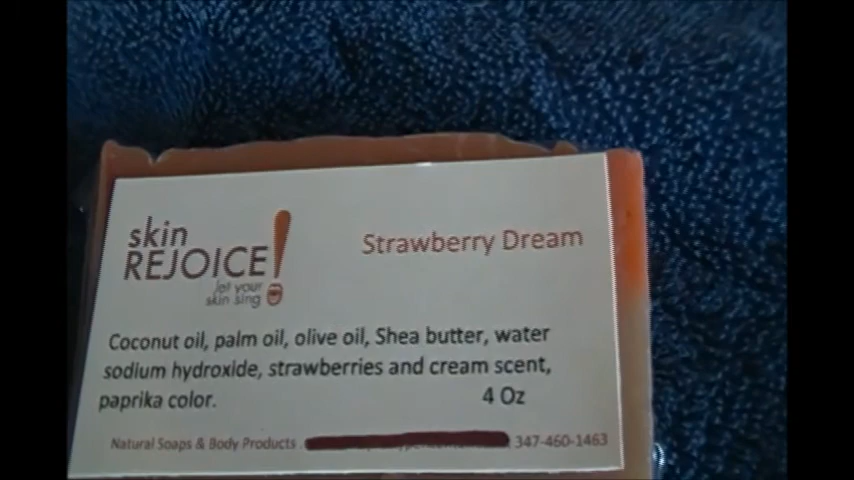 skin
REJOICE!
let your
skin sing
Strawberry Dream
Coconut oil, palm oil, olive oil, Shea butter, water
sodium hydroxide, strawberries and cream scent,
paprika color.
4 Oz
Natural Soaps & Body Products
347-460-1463